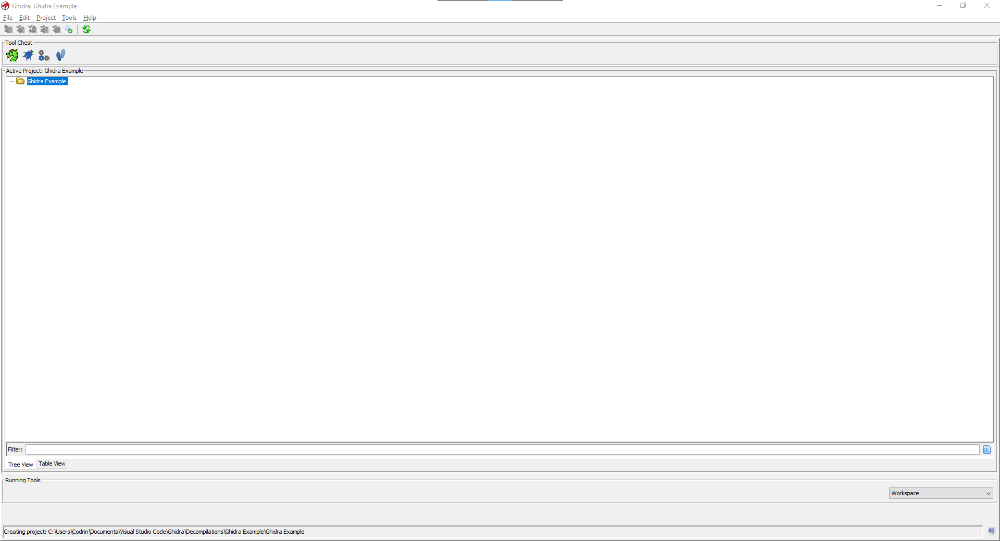 Ghidra: Ghidra Example
File Edit Project Tools Help
Tool Chest
Active Project: Ghidra Example
Ghidra Example
Filter:
Tree View Table View
Running Tools
Workspace
Creating project: C:\Users\Codrin\Documents\Visual Studio Code\Ghidra\Decompilations\Ghidra Example\Ghidra Example